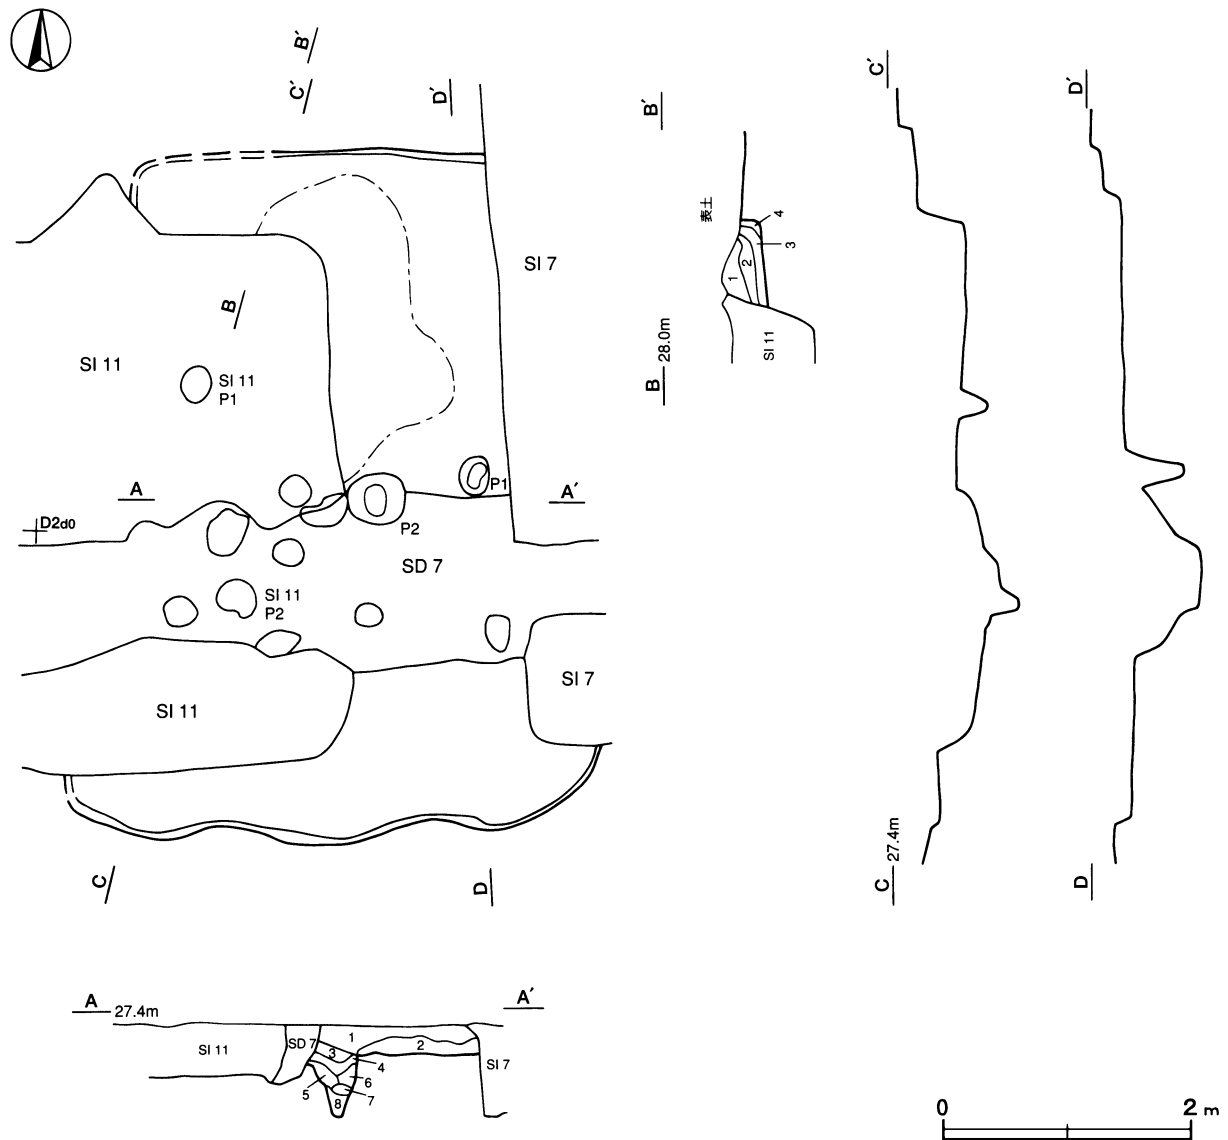 B′
C′
D′
SI 7
B
SI 11
SI 11
P1
A
A′
P1
D2d0
P2
SD 7
SI 11
P2
SI 7
SI 11
C
D
B′
表土
4
3
2
1
SI 11
B 28.0m
C′
D′
C 27.4m
D
A 27.4m
A′
SI 11
SD 7
1
2
3
4
5
6
7
8
SI 7
0
2 m